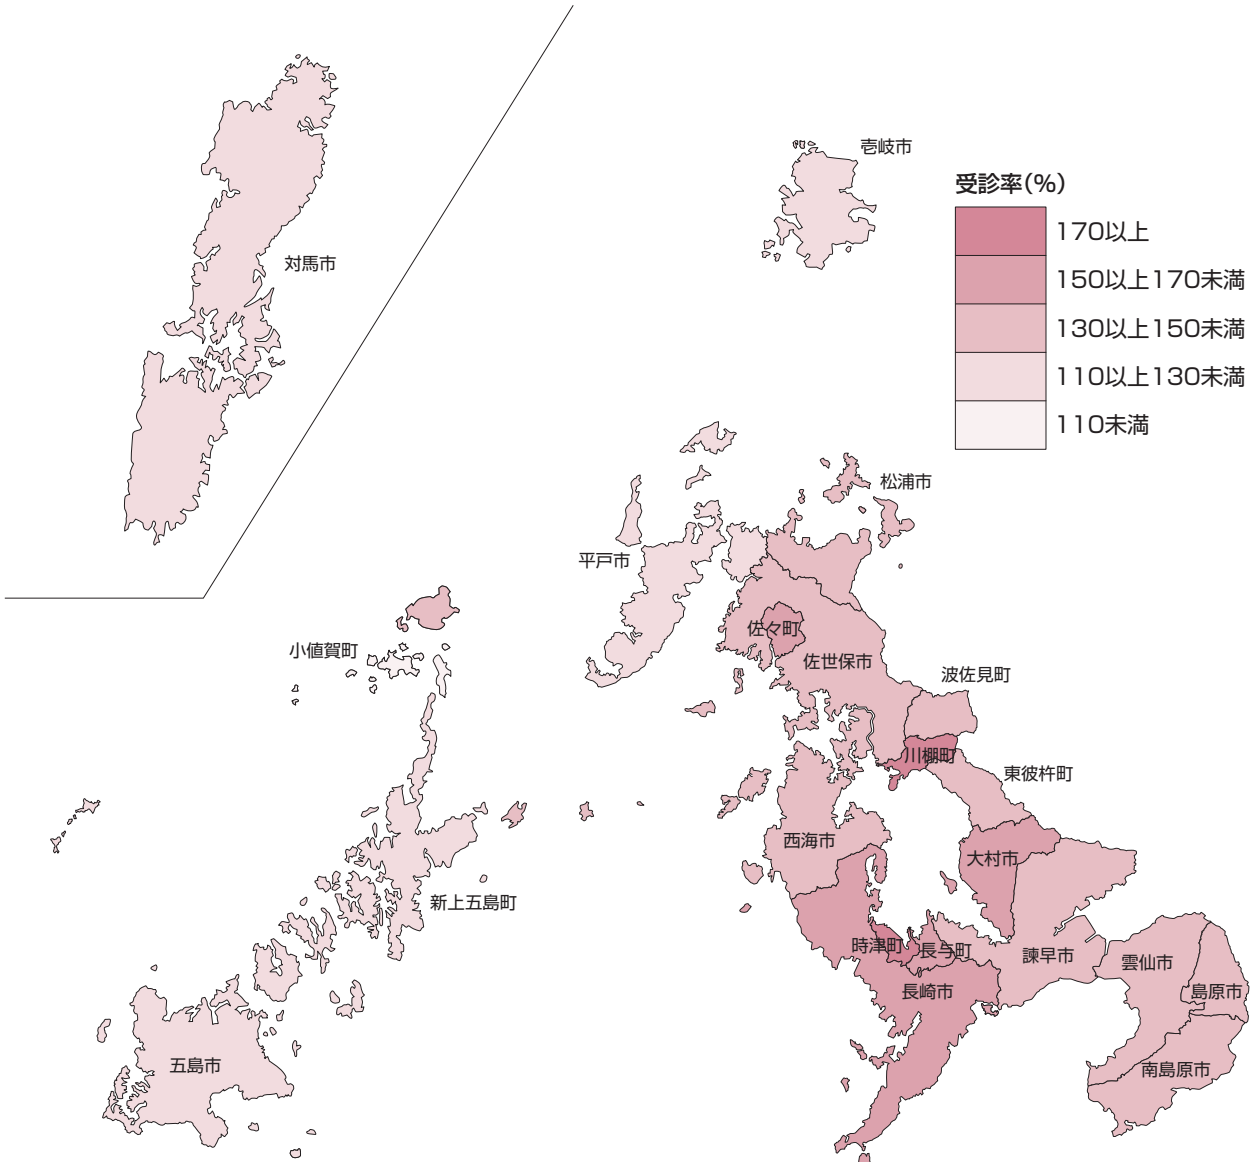 壱岐市
受診率(%)
170以上
150以上170未満
130以上150未満
110以上130未満
110未満
対馬市
松浦市
平戸市
佐々町
小値賀町
佐世保市
波佐見町
川棚町
東彼杵町
西海市
大村市
新上五島町
時津町
長与町
諫早市
雲仙市
長崎市
島原市
五島市
南島原市